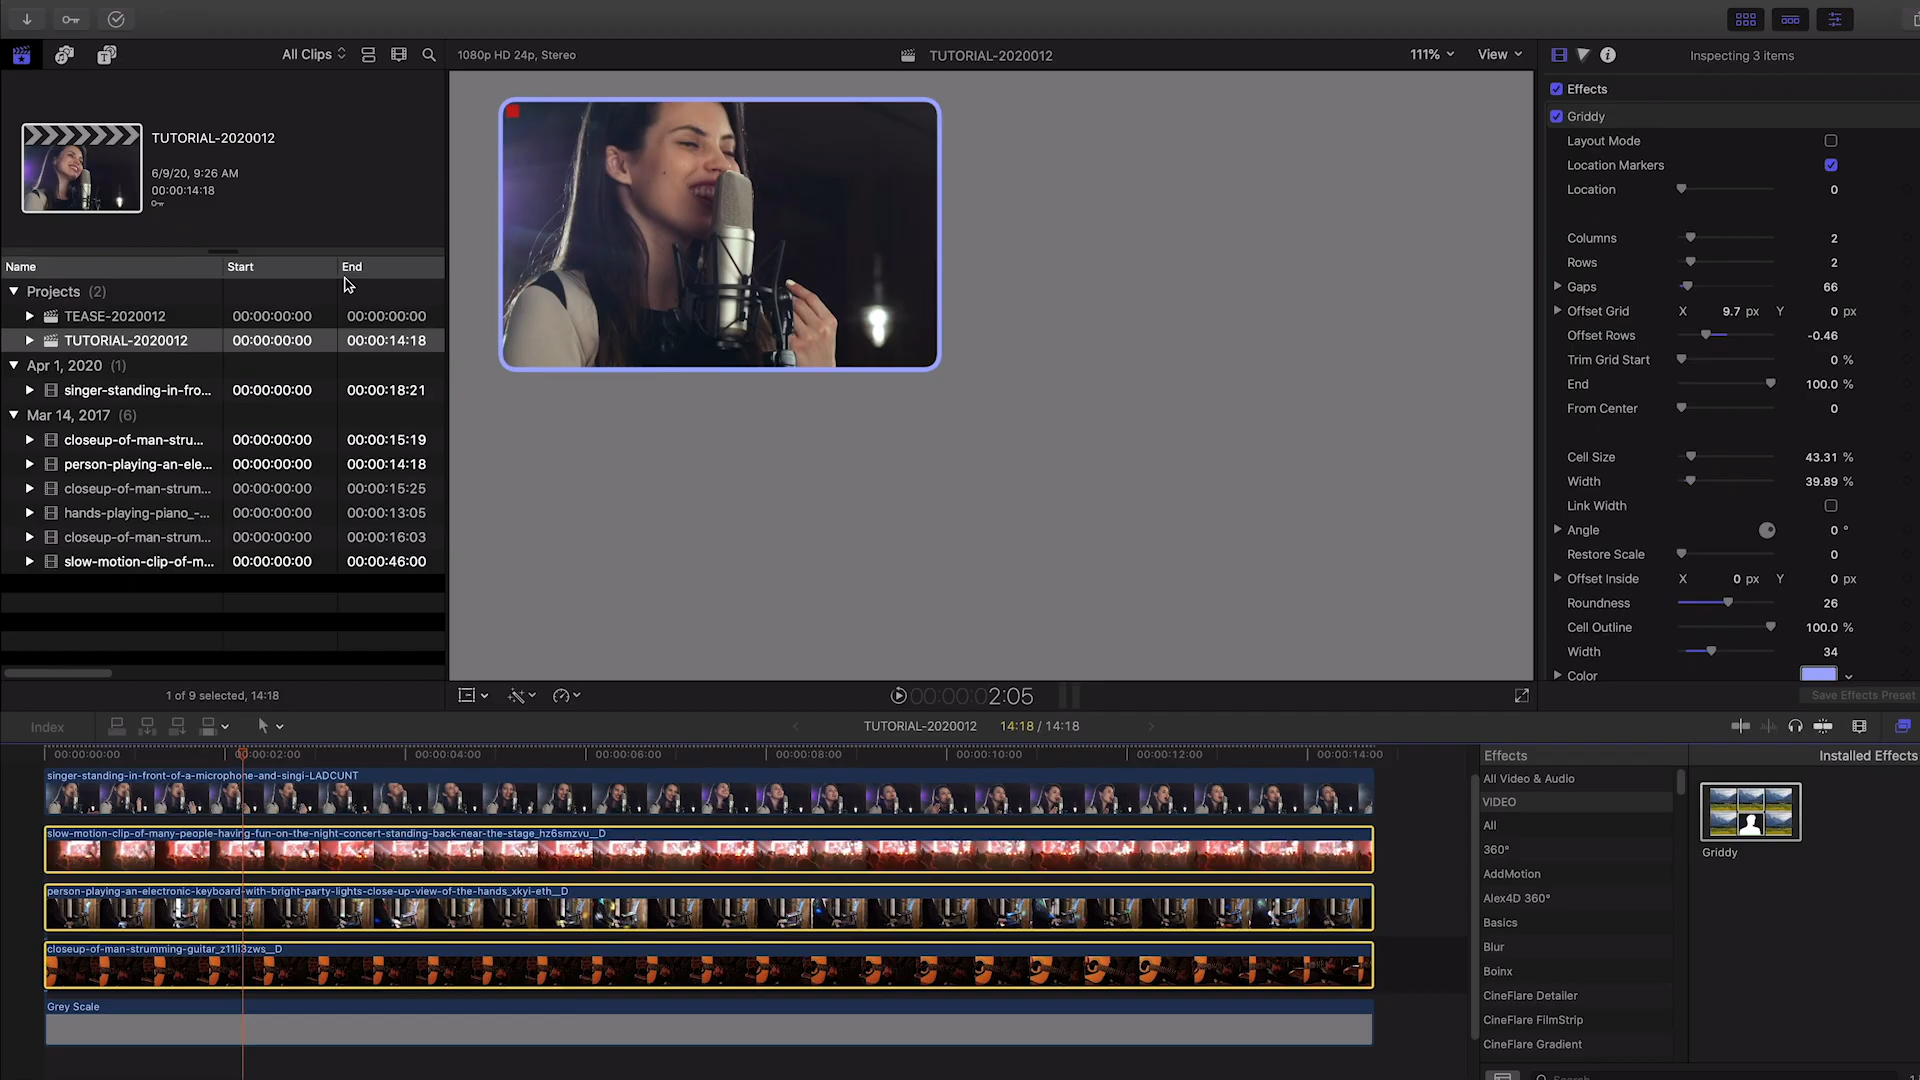 All Clips
1080p HD 24p, Stereo
TUTORIAL-2020012
111%
View
Inspecting 3 items
TUTORIAL-2020012
6/9/20, 9:26 AM
00:00:14:18
Name Start End
Projects (2)
TEASE-2020012 00:00:00:00 00:00:00:00
TUTORIAL-2020012 00:00:00:00 00:00:14:18
Apr 1, 2020 (1)
singer-standing-in-fro... 00:00:00:00 00:00:18:21
Mar 14, 2017 (6)
closeup-of-man-stru... 00:00:00:00 00:00:15:19
person-playing-an-ele... 00:00:00:00 00:00:14:18
closeup-of-man-strum... 00:00:00:00 00:00:15:25
hands-playing-piano_-... 00:00:00:00 00:00:13:05
closeup-of-man-strum... 00:00:00:00 00:00:16:03
slow-motion-clip-of-m... 00:00:00:00 00:00:46:00
1 of 9 selected, 14:18
Effects
Griddy
Layout Mode
Location Markers
Location 0
Columns 2
Rows 2
Gaps 66
Offset Grid X 9.7 px Y 0 px
Offset Rows -0.46
Trim Grid Start 0 %
End 100.0 %
From Center 0
Cell Size 43.31 %
Width 39.89 %
Link Width
Angle 0 °
Restore Scale 0
Offset Inside X 0 px Y 0 px
Roundness 26
Cell Outline 100.0 %
Width 34
Color
Save Effects Preset
00:00:02:05
Index
TUTORIAL-2020012 14:18 / 14:18
00:00:00:00 00:00:02:00 00:00:04:00 00:00:06:00 00:00:08:00 00:00:10:00 00:00:12:00 00:00:14:00
singer-standing-in-front-of-a-microphone-and-singi-LADCUNT
slow-motion-clip-of-many-people-having-fun-on-the-night-concert-standing-back-near-the-stage_hz6smzvu__D
person-playing-an-electronic-keyboard-with-bright-party-lights-close-up-view-of-the-hands_xkyi-eth__D
closeup-of-man-strumming-guitar_z11li3zws__D
Grey Scale
Effects
Installed Effects
All Video & Audio
VIDEO
All
360°
AddMotion
Alex4D 360°
Basics
Blur
Boinx
CineFlare Detailer
CineFlare FilmStrip
CineFlare Gradient
Griddy